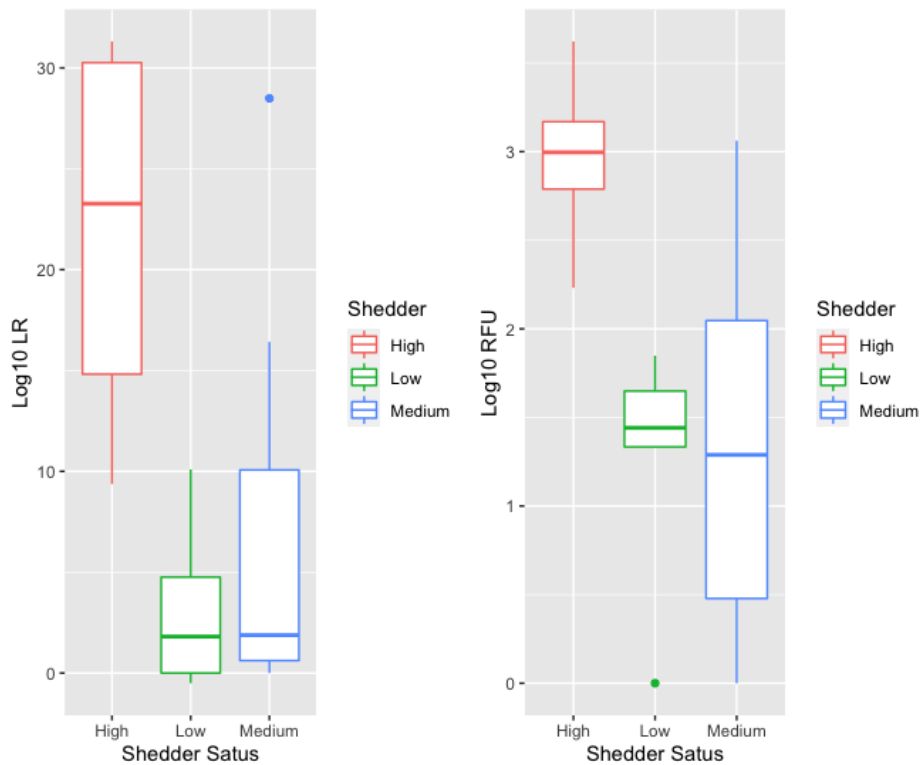 Log10 LR
30
20
10
0
High Low Medium
Shedder Satus
Shedder
High
Low
Medium
Log10 RFU
3
2
1
0
High Low Medium
Shedder Satus
Shedder
High
Low
Medium